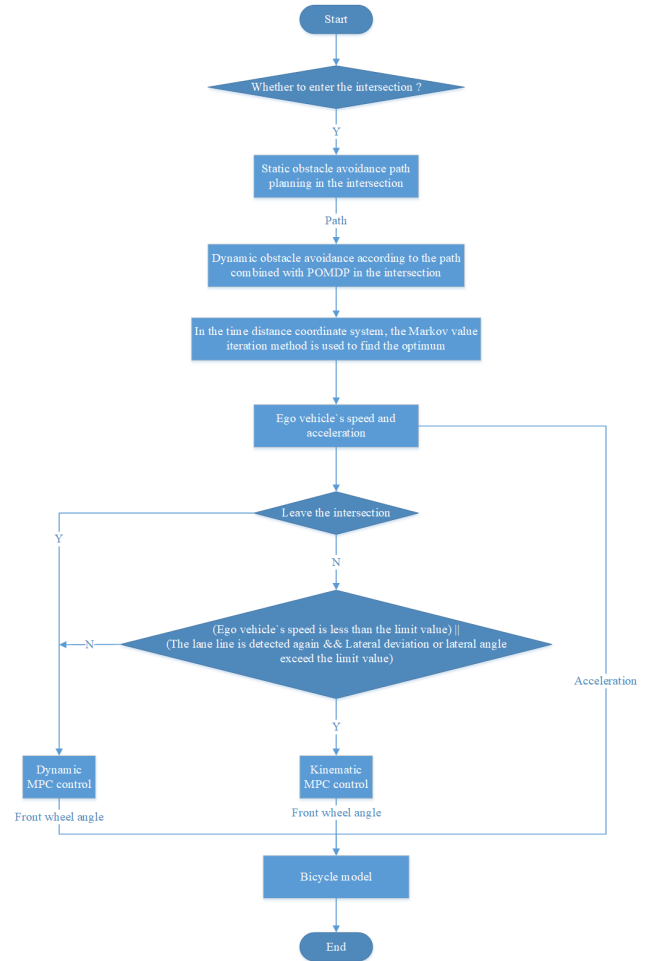 Start
Whether to enter the intersection ?
Y
Static obstacle avoidance path
planning in the intersection
Path
Dynamic obstacle avoidance according to the path
combined with POMDP in the intersection
In the time distance coordinate system, the Markov value
iteration method is used to find the optimum
Ego vehicle`s speed and
acceleration
Leave the intersection
Y
N
(Ego vehicle`s speed is less than the limit value) ||
(The lane line is detected again && Lateral deviation or lateral angle
exceed the limit value)
N
Acceleration
Y
Dynamic
MPC control
Kinematic
MPC control
Front wheel angle
Front wheel angle
Bicycle model
End